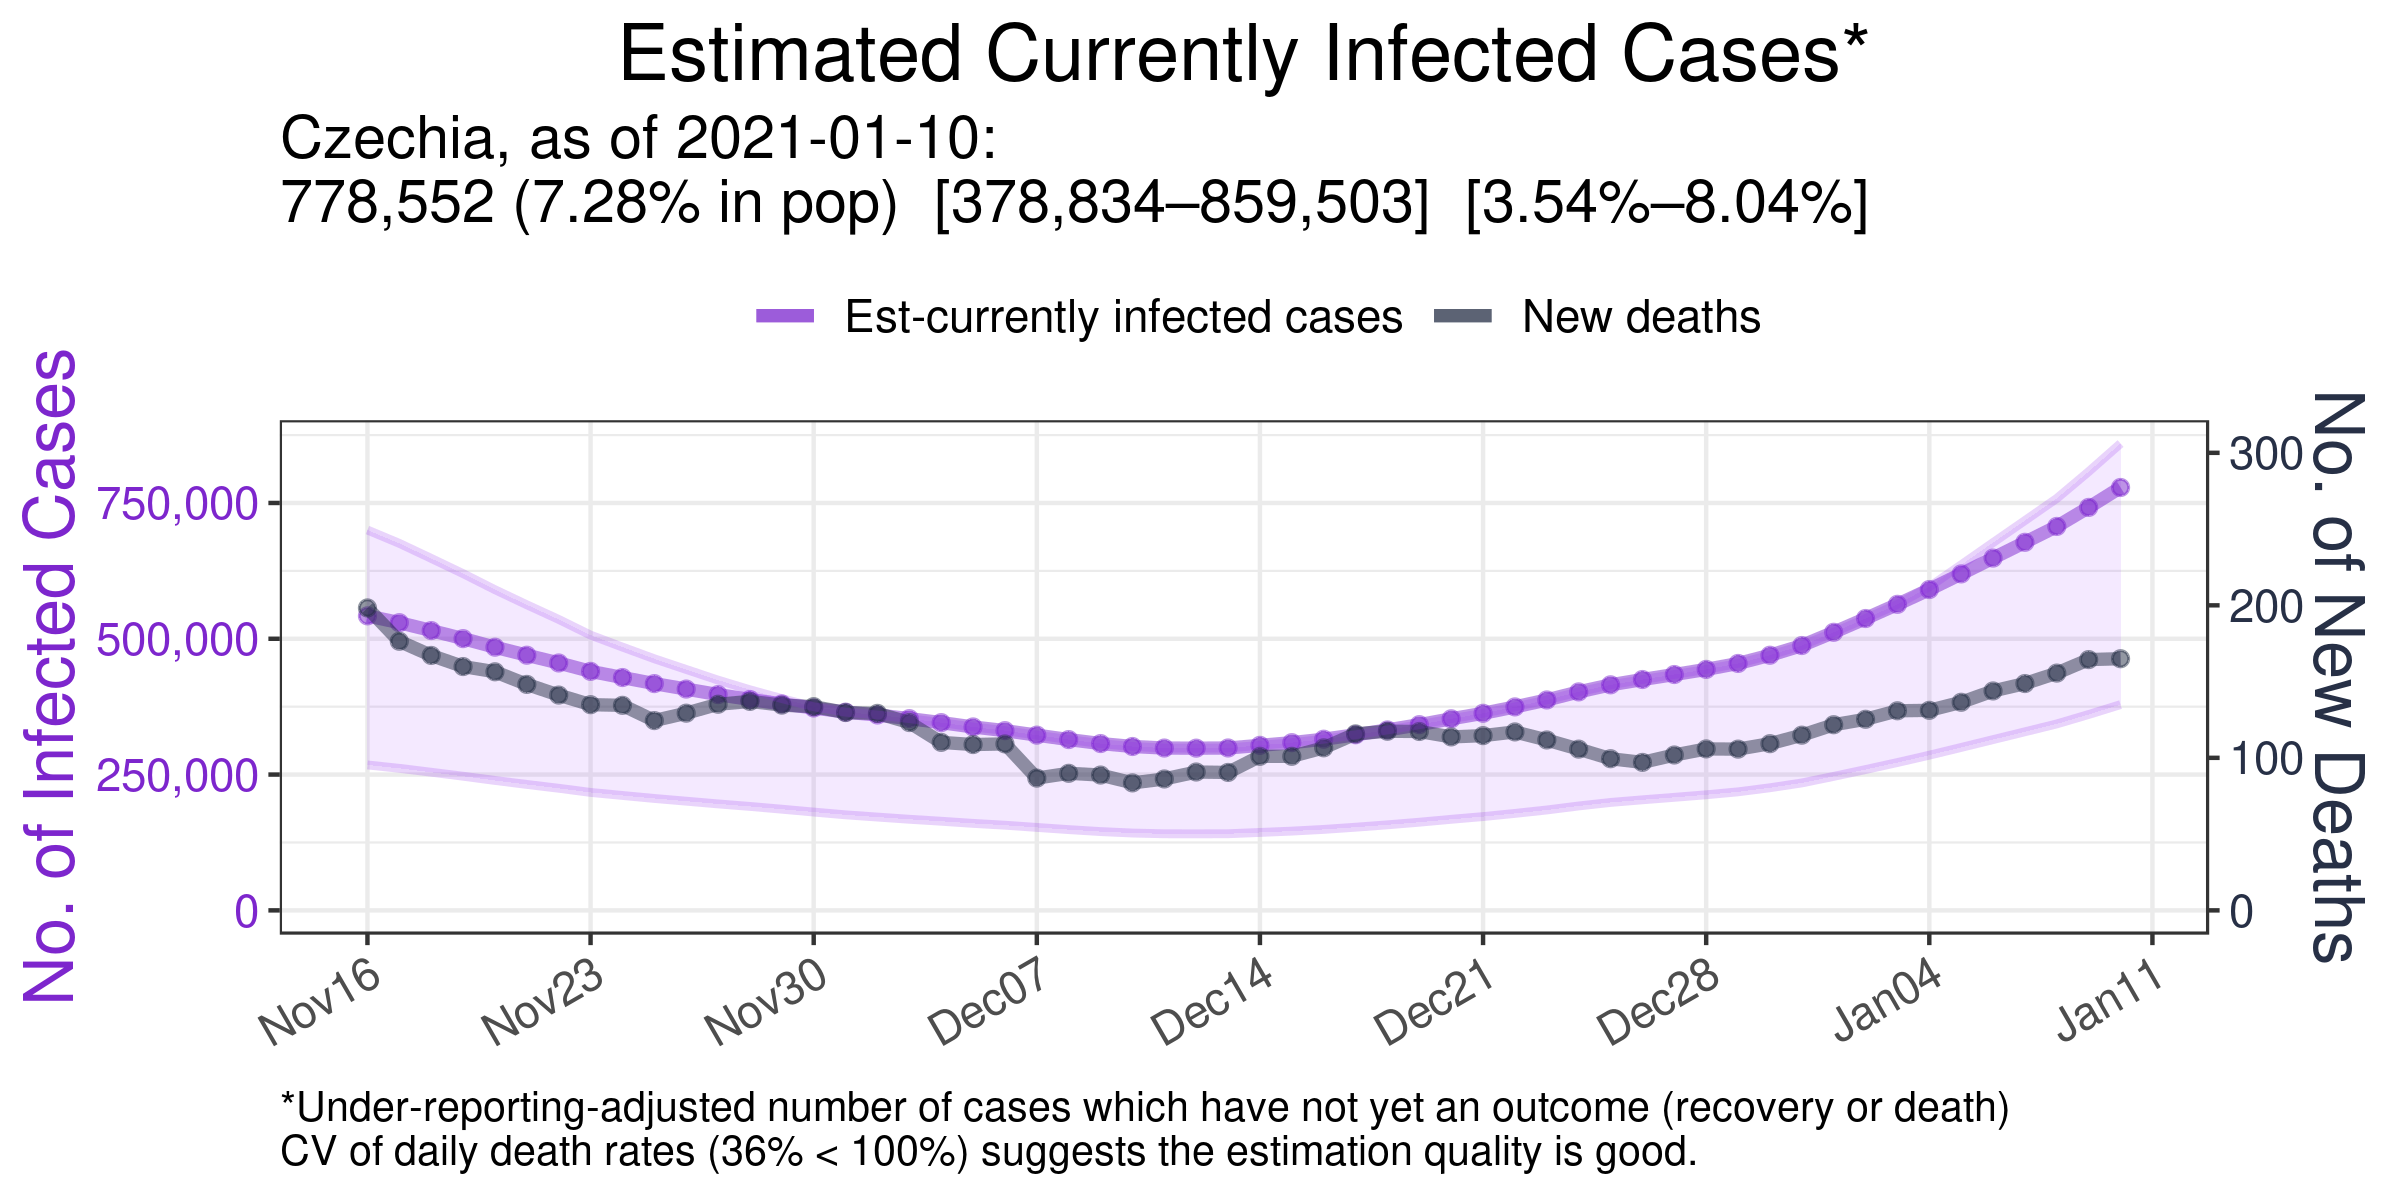 Estimated Currently Infected Cases*
Czechia, as of 2021-01-10:
778,552 (7.28% in pop)  [378,834–859,503]  [3.54%–8.04%]
Est-currently infected cases
New deaths
No. of Infected Cases
750,000
500,000
250,000
0
No. of New Deaths
300
200
100
0
Nov16
Nov23
Nov30
Dec07
Dec14
Dec21
Dec28
Jan04
Jan11
*Under-reporting-adjusted number of cases which have not yet an outcome (recovery or death)
CV of daily death rates (36% < 100%) suggests the estimation quality is good.